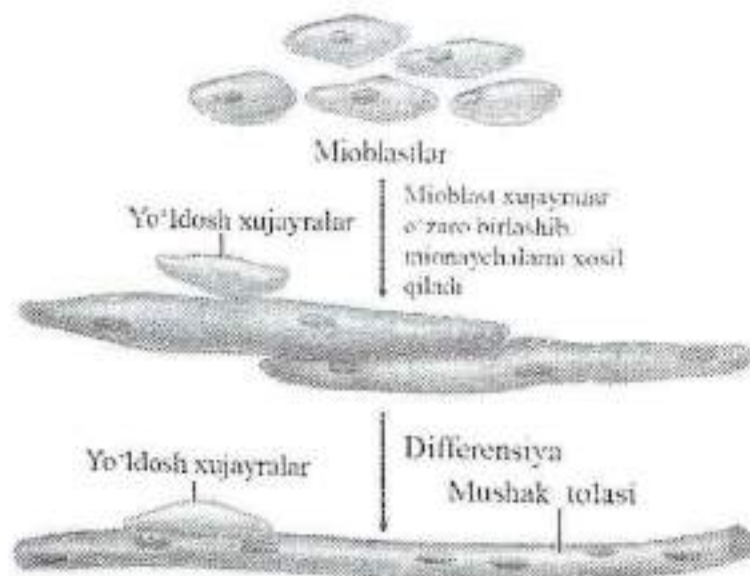 Mioblastlar
Yo'ldosh xujayralar
Mioblast xujayralar
o'zaro birlashib
mionaychalarni xosil
qiladi
Differensiya
Yo'ldosh xujayralar
Mushak tolasi